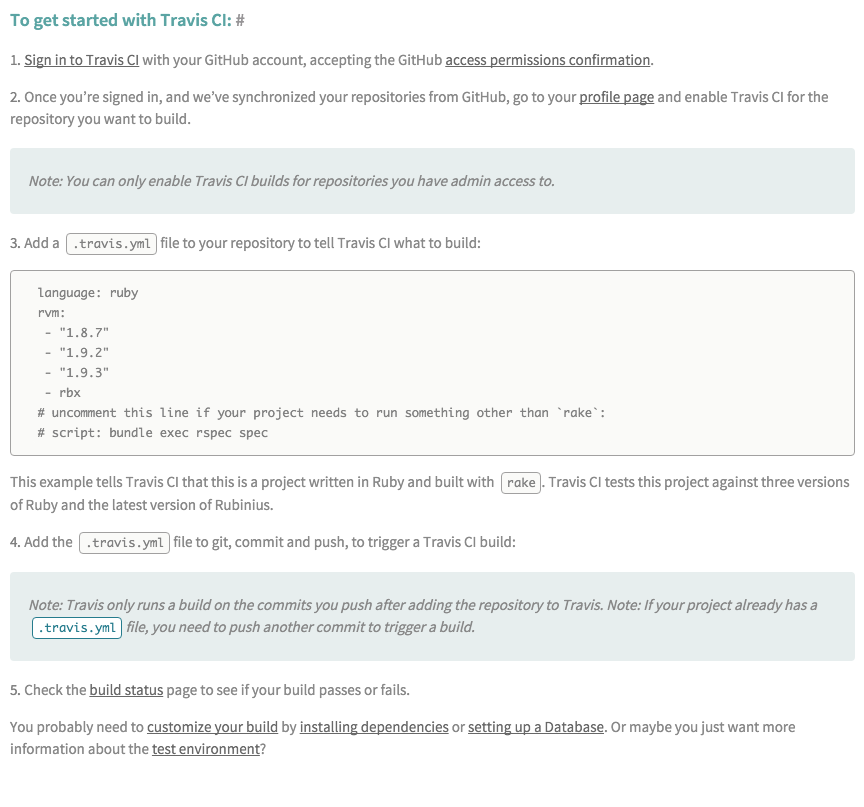 To get started with Travis CI: #
1. Sign in to Travis CI with your GitHub account, accepting the GitHub access permissions confirmation.
2. Once you’re signed in, and we’ve synchronized your repositories from GitHub, go to your profile page and enable Travis CI for the
repository you want to build.
Note: You can only enable Travis CI builds for repositories you have admin access to.
3. Add a .travis.yml file to your repository to tell Travis CI what to build:
language: ruby
rvm:
- "1.8.7"
- "1.9.2"
- "1.9.3"
- rbx
# uncomment this line if your project needs to run something other than `rake`:
# script: bundle exec rspec spec
This example tells Travis CI that this is a project written in Ruby and built with rake. Travis CI tests this project against three versions
of Ruby and the latest version of Rubinius.
4. Add the .travis.yml file to git, commit and push, to trigger a Travis CI build:
Note: Travis only runs a build on the commits you push after adding the repository to Travis. Note: If your project already has a
.travis.yml file, you need to push another commit to trigger a build.
5. Check the build status page to see if your build passes or fails.
You probably need to customize your build by installing dependencies or setting up a Database. Or maybe you just want more
information about the test environment?